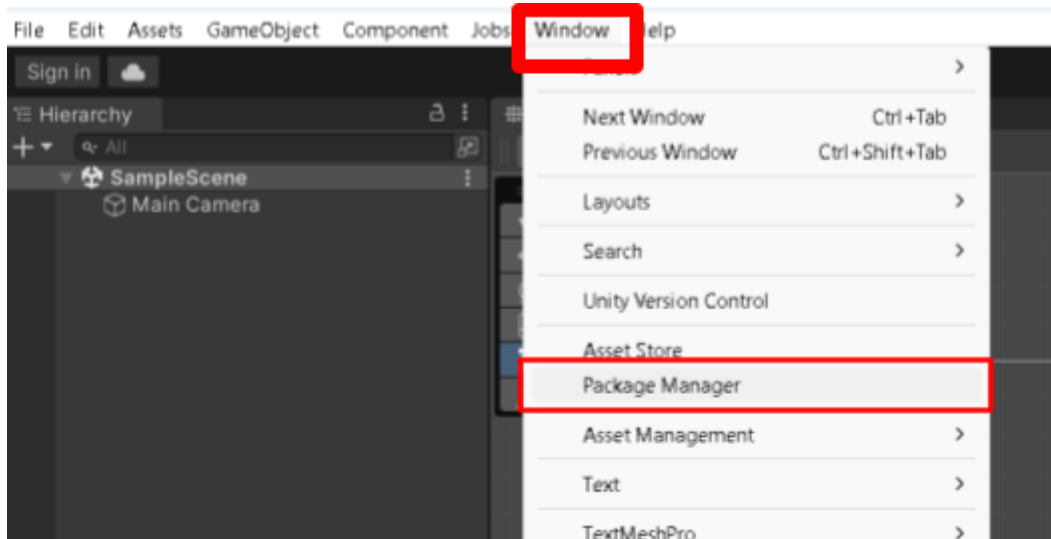 File Edit Assets GameObject Component Jobs Window
Sign in
Hierarchy
All
SampleScene
Main Camera
Next Window Ctrl+Tab
Previous Window Ctrl+Shift+Tab
Layouts
Search
Unity Version Control
Asset Store
Package Manager
Asset Management
Text
TextMeshPro